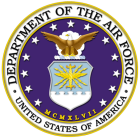 DEPARTMENT OF THE AIR FORCE
MCMXLVII
UNITED STATES OF AMERICA